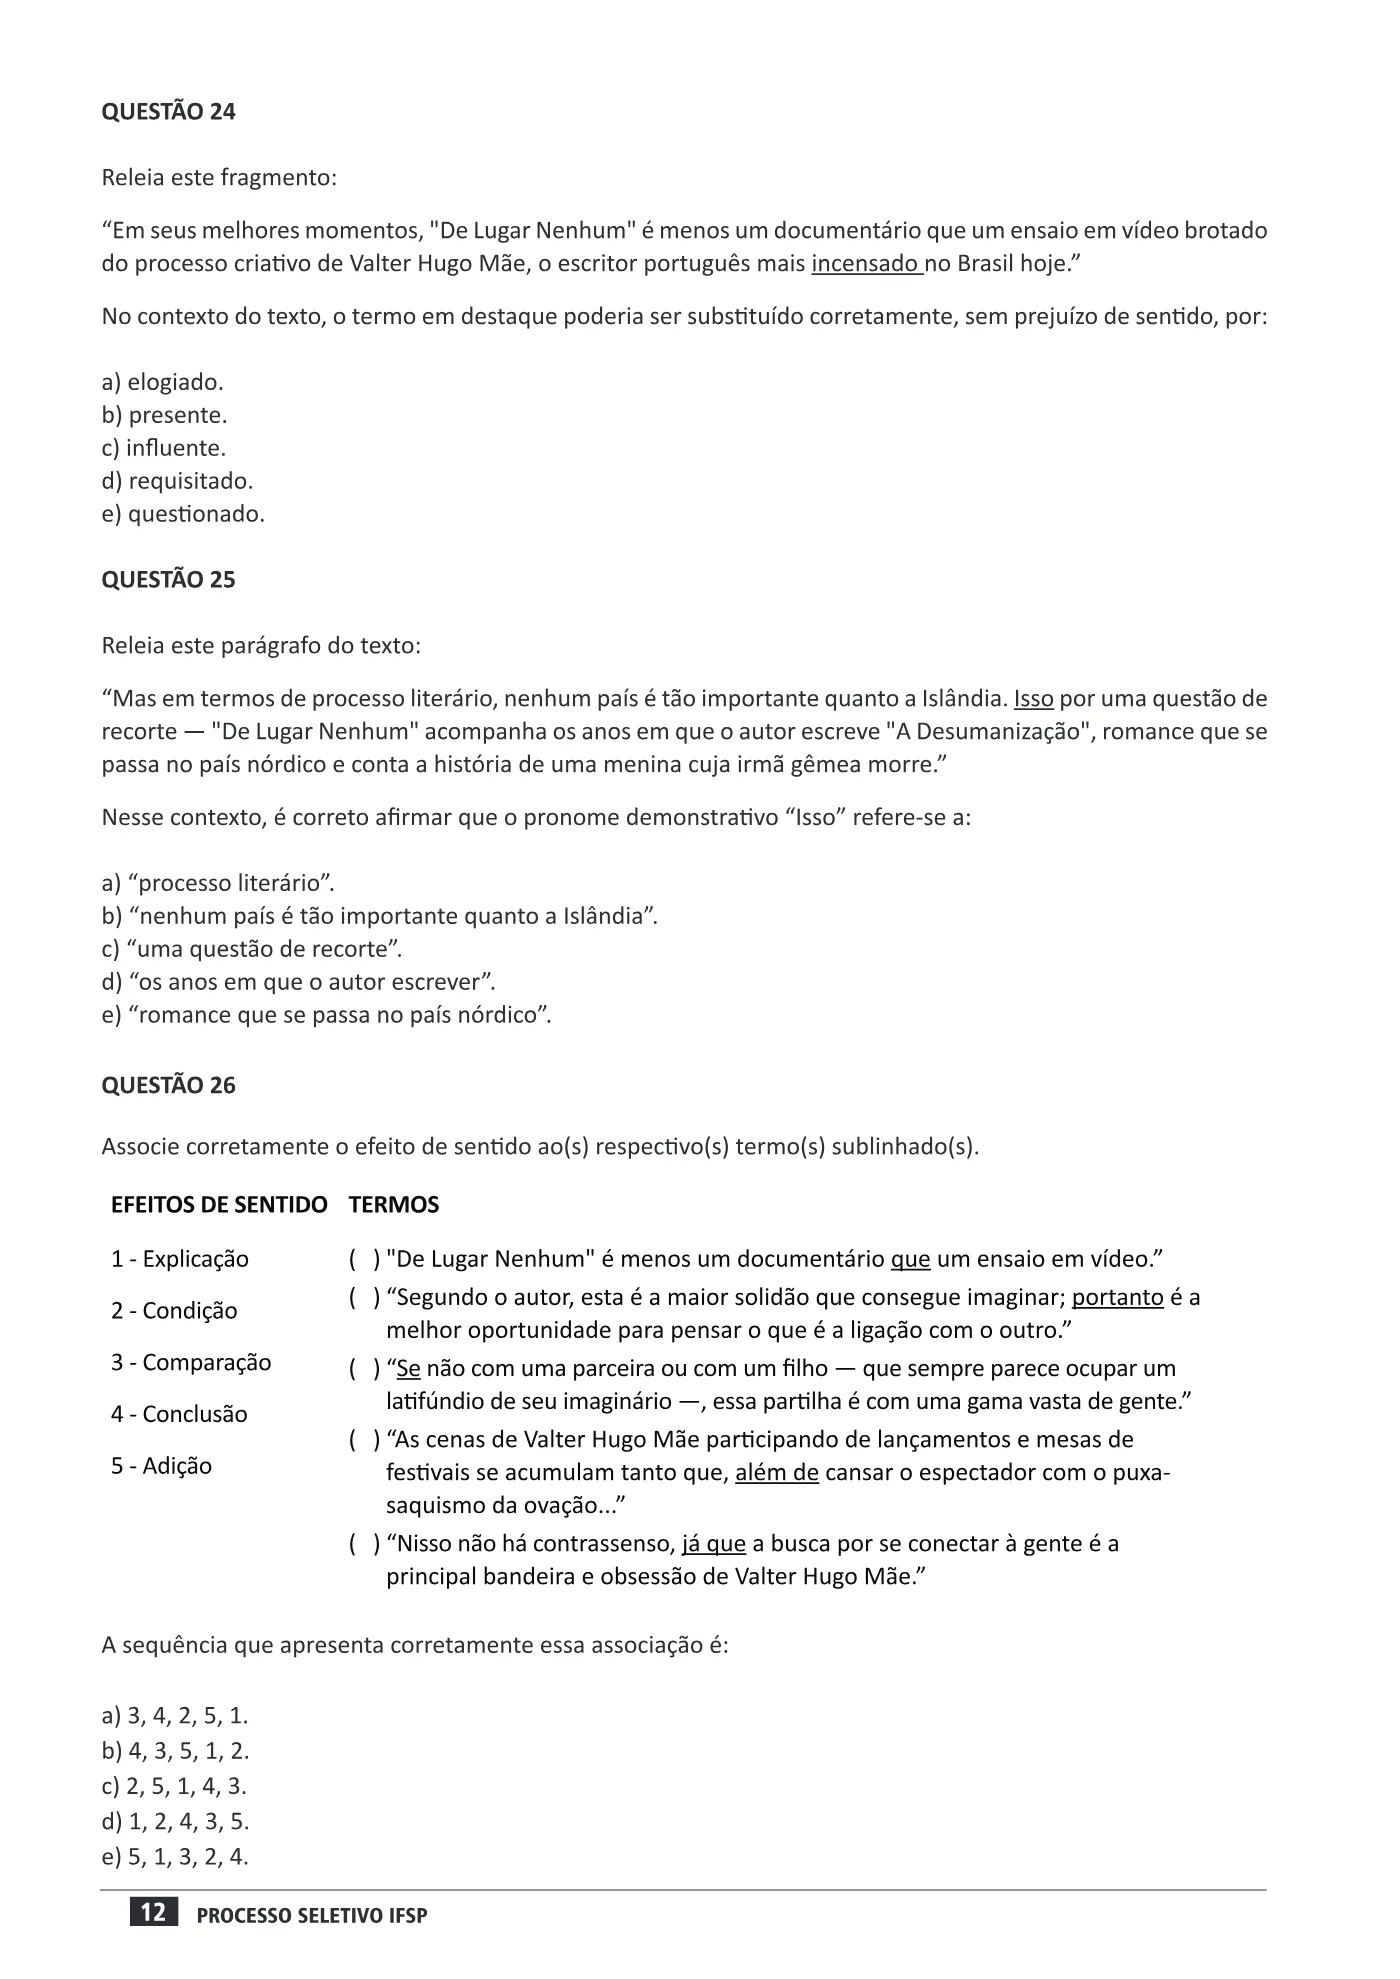 QUESTÃO 24
Releia este fragmento:
“Em seus melhores momentos, "De Lugar Nenhum" é menos um documentário que um ensaio em vídeo brotado
do processo criativo de Valter Hugo Mãe, o escritor português mais incensado no Brasil hoje.”
No contexto do texto, o termo em destaque poderia ser substituído corretamente, sem prejuízo de sentido, por:
a) elogiado.
b) presente.
c) influente.
d) requisitado.
e) questionado.
QUESTÃO 25
Releia este parágrafo do texto:
“Mas em termos de processo literário, nenhum país é tão importante quanto a Islândia. Isso por uma questão de
recorte — "De Lugar Nenhum" acompanha os anos em que o autor escreve "A Desumanização", romance que se
passa no país nórdico e conta a história de uma menina cuja irmã gêmea morre.”
Nesse contexto, é correto afirmar que o pronome demonstrativo “Isso” refere-se a:
a) “processo literário”.
b) “nenhum país é tão importante quanto a Islândia”.
c) “uma questão de recorte”.
d) “os anos em que o autor escrever”.
e) “romance que se passa no país nórdico”.
QUESTÃO 26
Associe corretamente o efeito de sentido ao(s) respectivo(s) termo(s) sublinhado(s).
EFEITOS DE SENTIDO
1 - Explicação
2 - Condição
3 - Comparação
4 - Conclusão
5 - Adição
TERMOS
( ) "De Lugar Nenhum" é menos um documentário que um ensaio em vídeo.”
( ) “Segundo o autor, esta é a maior solidão que consegue imaginar; portanto é a
melhor oportunidade para pensar o que é a ligação com o outro.”
( ) “Se não com uma parceira ou com um filho — que sempre parece ocupar um
latifúndio de seu imaginário —, essa partilha é com uma gama vasta de gente.”
( ) “As cenas de Valter Hugo Mãe participando de lançamentos e mesas de
festivais se acumulam tanto que, além de cansar o espectador com o puxa-
saquismo da ovação...”
( ) “Nisso não há contrassenso, já que a busca por se conectar à gente é a
principal bandeira e obsessão de Valter Hugo Mãe.”
A sequência que apresenta corretamente essa associação é:
a) 3, 4, 2, 5, 1.
b) 4, 3, 5, 1, 2.
c) 2, 5, 1, 4, 3.
d) 1, 2, 4, 3, 5.
e) 5, 1, 3, 2, 4.
12 PROCESSO SELETIVO IFSP